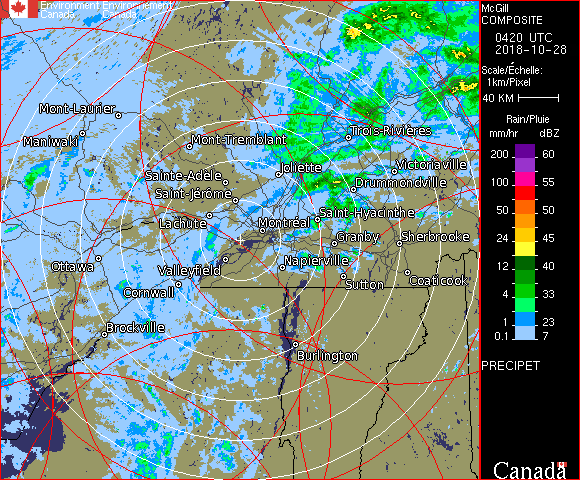 Environment Environnement
Canada Canada
McGill
COMPOSITE
0420 UTC
2018-10-28
Scale/Échelle:
1km/Pixel
40 KM
Rain/Pluie
mm/hr dBZ
200 60
100 55
50 50
24 45
12 40
4 33
1 23
0.1 7
PRECIPET
Canada
Mont-Laurier
Maniwaki
Mont-Tremblant
Trois-Rivières
Sainte-Adèle
Joliette
Victoriaville
Saint-Jérôme
Drummondville
Lachute
Montréal
Saint-Hyacinthe
Granby
Sherbrooke
Ottawa
Valleyfield
Napierville
Cornwall
Sutton
Coaticook
Brockville
Burlington